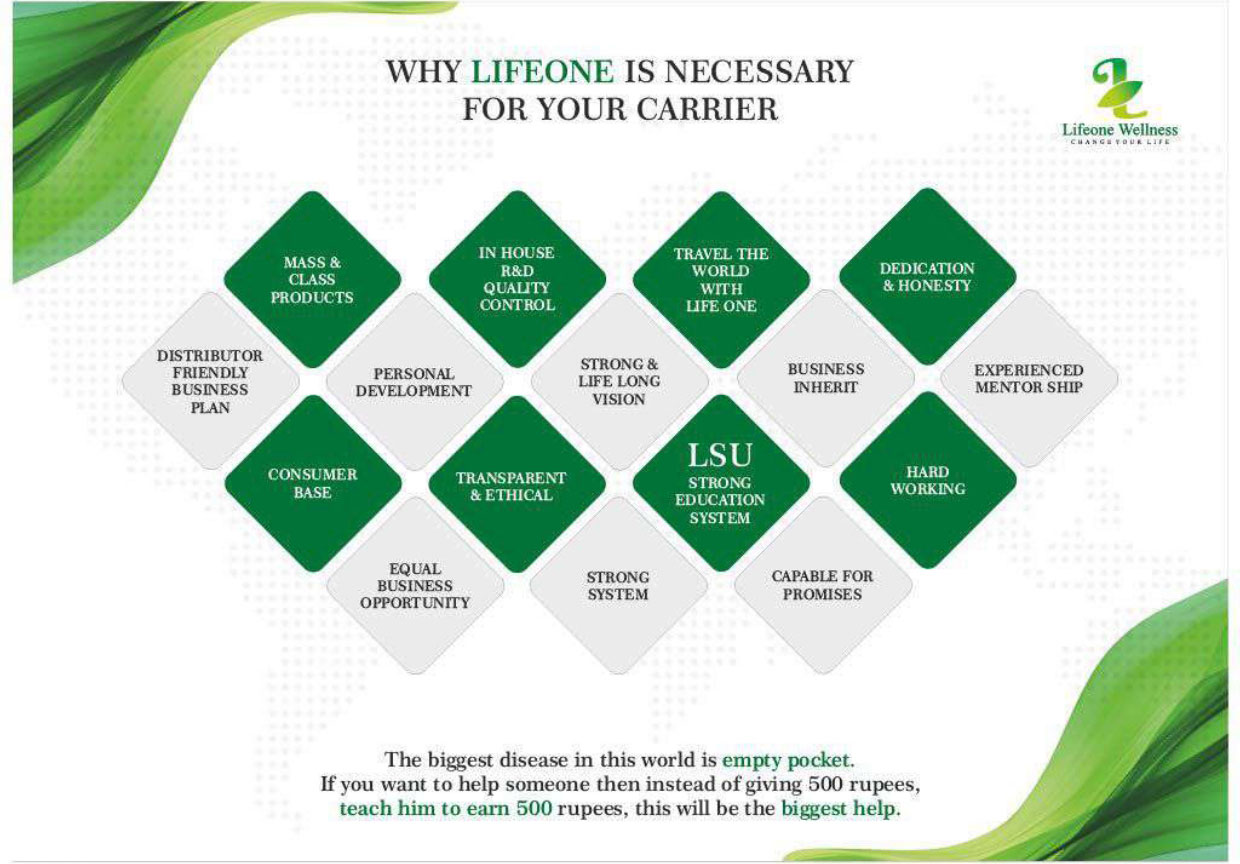 WHY LIFEONE IS NECESSARY
FOR YOUR CARRIER
Lifeone Wellness
CHANGE YOUR LIFE
MASS &
CLASS
PRODUCTS
IN HOUSE
R&D
QUALITY
CONTROL
TRAVEL THE
WORLD
WITH
LIFE ONE
DEDICATION
& HONESTY
DISTRIBUTOR
FRIENDLY
BUSINESS
PLAN
PERSONAL
DEVELOPMENT
STRONG &
LIFE LONG
VISION
BUSINESS
INHERIT
EXPERIENCED
MENTOR SHIP
CONSUMER
BASE
TRANSPARENT
& ETHICAL
LSU
STRONG
EDUCATION
SYSTEM
HARD
WORKING
EQUAL
BUSINESS
OPPORTUNITY
STRONG
SYSTEM
CAPABLE FOR
PROMISES
The biggest disease in this world is empty pocket.
If you want to help someone then instead of giving 500 rupees,
teach him to earn 500 rupees, this will be the biggest help.